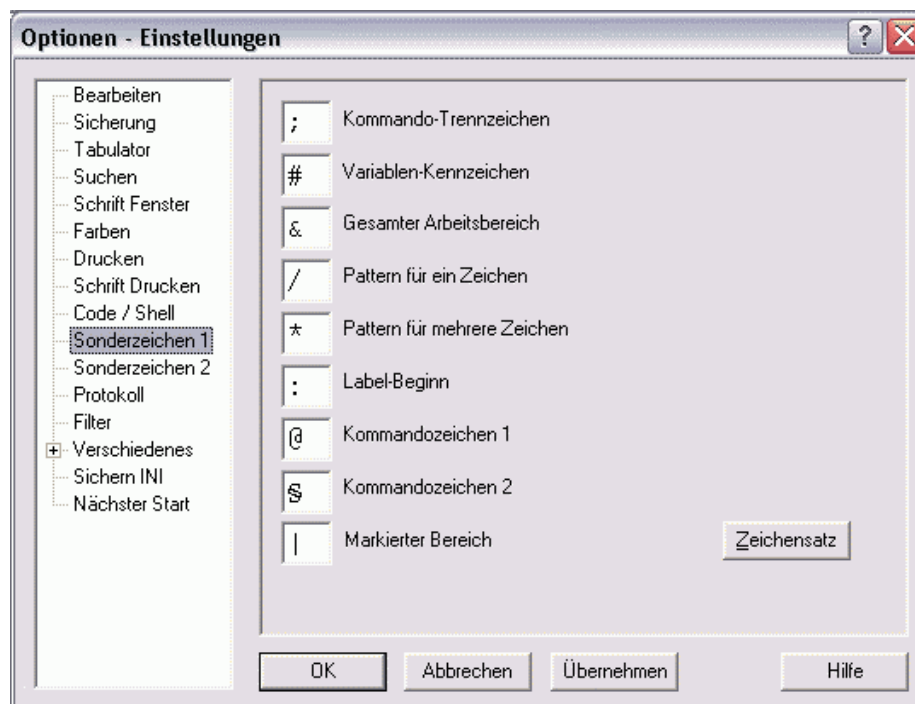 Optionen - Einstellungen
?
Bearbeiten
Sicherung
Tabulator
Suchen
Schrift Fenster
Farben
Drucken
Schrift Drucken
Code / Shell
Sonderzeichen 1
Sonderzeichen 2
Protokoll
Filter
Verschiedenes
Sichern INI
Nächster Start
; Kommando-Trennzeichen
# Variablen-Kennzeichen
& Gesamter Arbeitsbereich
/ Pattern für ein Zeichen
* Pattern für mehrere Zeichen
: Label-Beginn
@ Kommandozeichen 1
§ Kommandozeichen 2
| Markierter Bereich
Zeichensatz
OK Abbrechen Übernehmen Hilfe